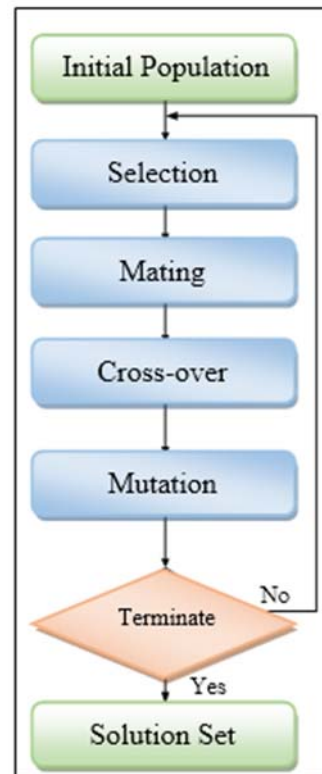 Initial Population
Selection
Mating
Cross-over
Mutation
Terminate
No
Yes
Solution Set